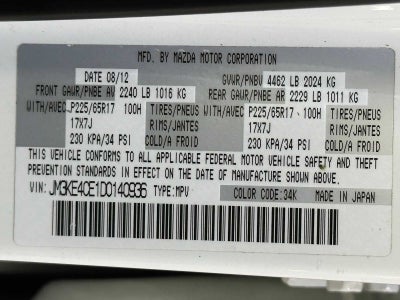 MFD. BY MAZDA MOTOR CORPORATION
DATE 08/12 GVWR/PNBV 4462 LB 2024 KG
FRONT GAWR/PNBE AV 2240 LB 1016 KG REAR GAWR/PNBE AR 2229 LB 1011 KG
WITH/AVEC P225/65R17 100H TIRES/PNEUS WITH/AVEC P225/65R17 100H TIRES/PNEUS
17X7J RIMS/JANTES 17X7J RIMS/JANTES
230 KPA/34 PSI COLD/A FROID 230 KPA/34 PSI COLD/A FROID
THIS VEHICLE CONFORMS TO ALL APPLICABLE FEDERAL MOTOR VEHICLE SAFETY AND THEFT
PREVENTION STANDARDS IN EFFECT ON THE DATE OF MANUFACTURE SHOWN ABOVE.
VIN: JM3KE4CE1D0140936 TYPE:MPV COLOR CODE:34K MADE IN JAPAN